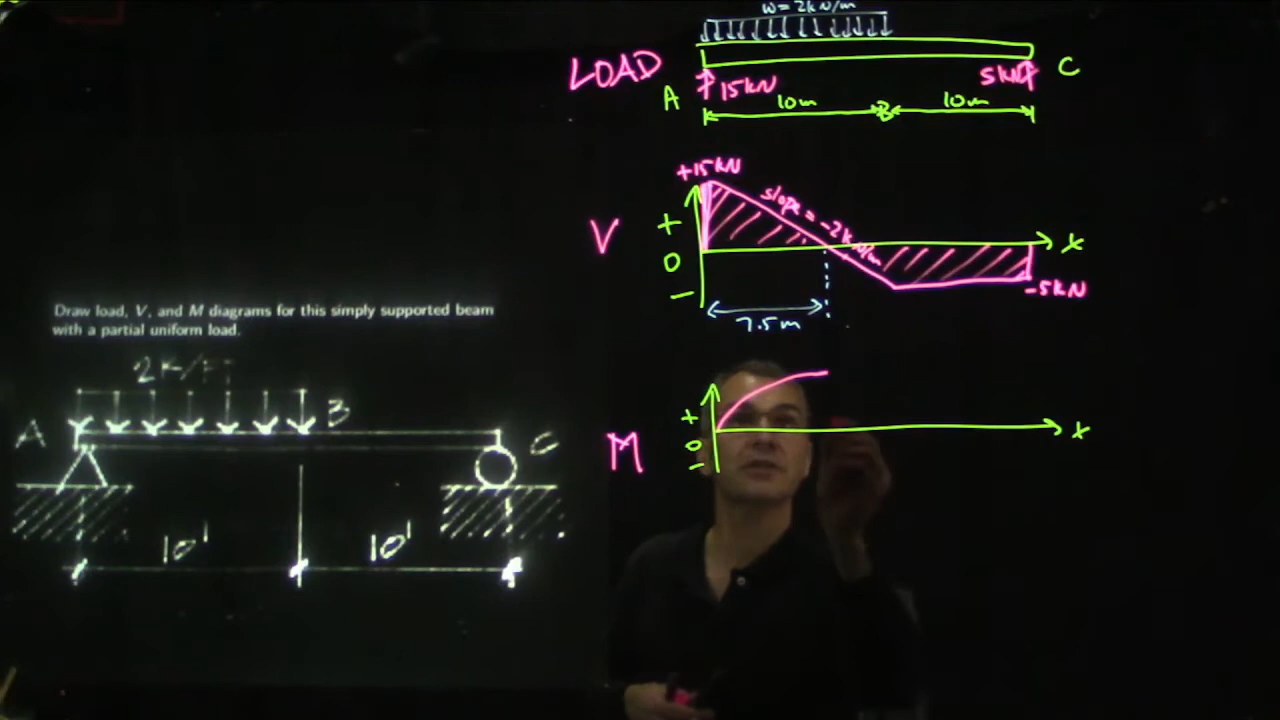 Draw load, V, and M diagrams for this simply supported beam
with a partial uniform load.
2K/FT
A
B
C
10'
10'
w = 2kN/m
LOAD
A
15kN
5kN
C
10m
B
10m
+15kN
slope = -2kN/m
V
+
0
-
x
-5kN
7.5m
M
+
0
-
x